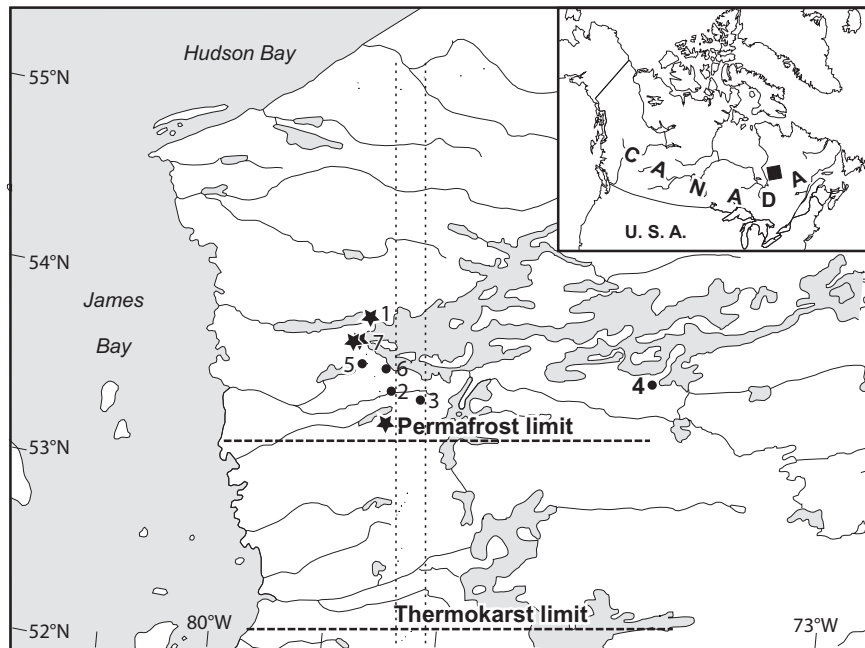 Hudson Bay
55°N
C A N A D A
U. S. A.
54°N
James
Bay
1
7
5
6
2
3
4
Permafrost limit
53°N
Thermokarst limit
80°W
73°W
52°N